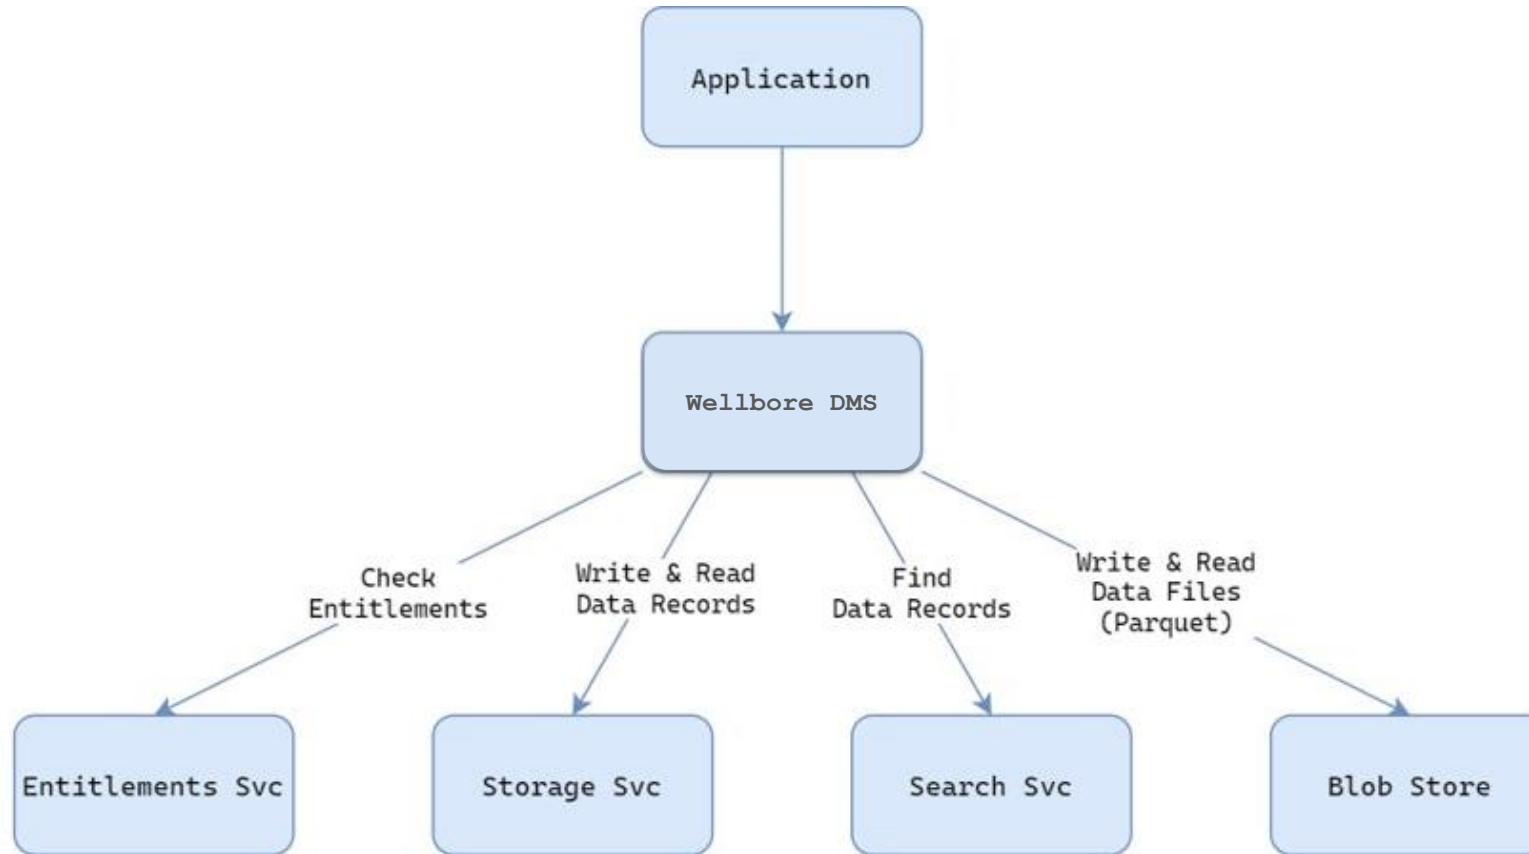 Application
Wellbore DMS
Check
Entitlements
Write & Read
Data Records
Find
Data Records
Write & Read
Data Files
(Parquet)
Entitlements Svc
Storage Svc
Search Svc
Blob Store